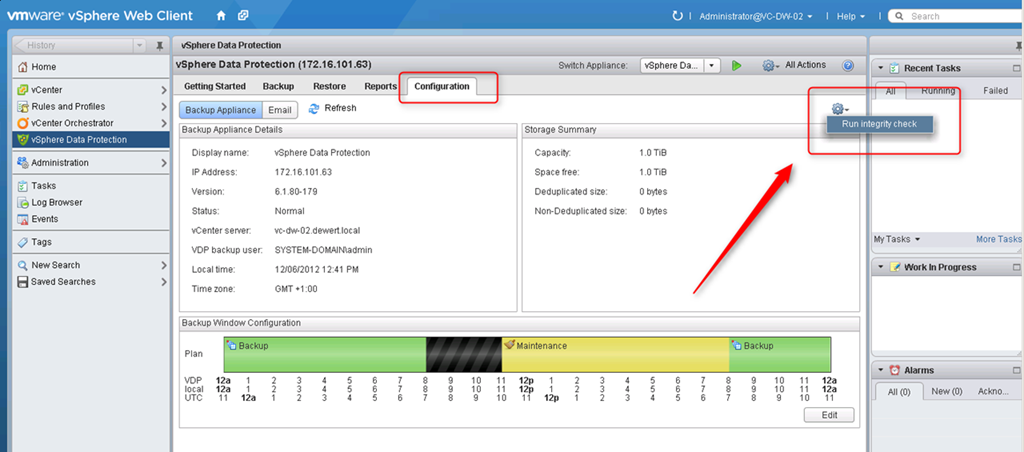 vmware® vSphere Web Client
Administrator@VC-DW-02
Help
Search
History
Home
vCenter
Rules and Profiles
vCenter Orchestrator
vSphere Data Protection
Administration
Tasks
Log Browser
Events
Tags
New Search
Saved Searches
vSphere Data Protection
vSphere Data Protection (172.16.101.63)
Switch Appliance: vSphere Da...
All Actions
Getting Started Backup Restore Reports Configuration
Backup Appliance Email Refresh
Run integrity check
Backup Appliance Details
Display name: vSphere Data Protection
IP Address: 172.16.101.63
Version: 6.1.80-179
Status: Normal
vCenter server: vc-dw-02.dewert.local
VDP backup user: SYSTEM-DOMAIN\admin
Local time: 12/06/2012 12:41 PM
Time zone: GMT +1:00
Storage Summary
Capacity: 1.0 TiB
Space free: 1.0 TiB
Deduplicated size: 0 bytes
Non-Deduplicated size: 0 bytes
Backup Window Configuration
Plan Backup Maintenance Backup
VDP 12a 1 2 3 4 5 6 7 8 9 10 11 12p 1 2 3 4 5 6 7 8 9 10 11 12a
local 12a 1 2 3 4 5 6 7 8 9 10 11 12p 1 2 3 4 5 6 7 8 9 10 11 12a
UTC 11 12a 1 2 3 4 5 6 7 8 9 10 11 12p 1 2 3 4 5 6 7 8 9 10 11
Edit
Recent Tasks
All Running Failed
My Tasks More Tasks
Work In Progress
Alarms
All (0) New (0) Ackno...